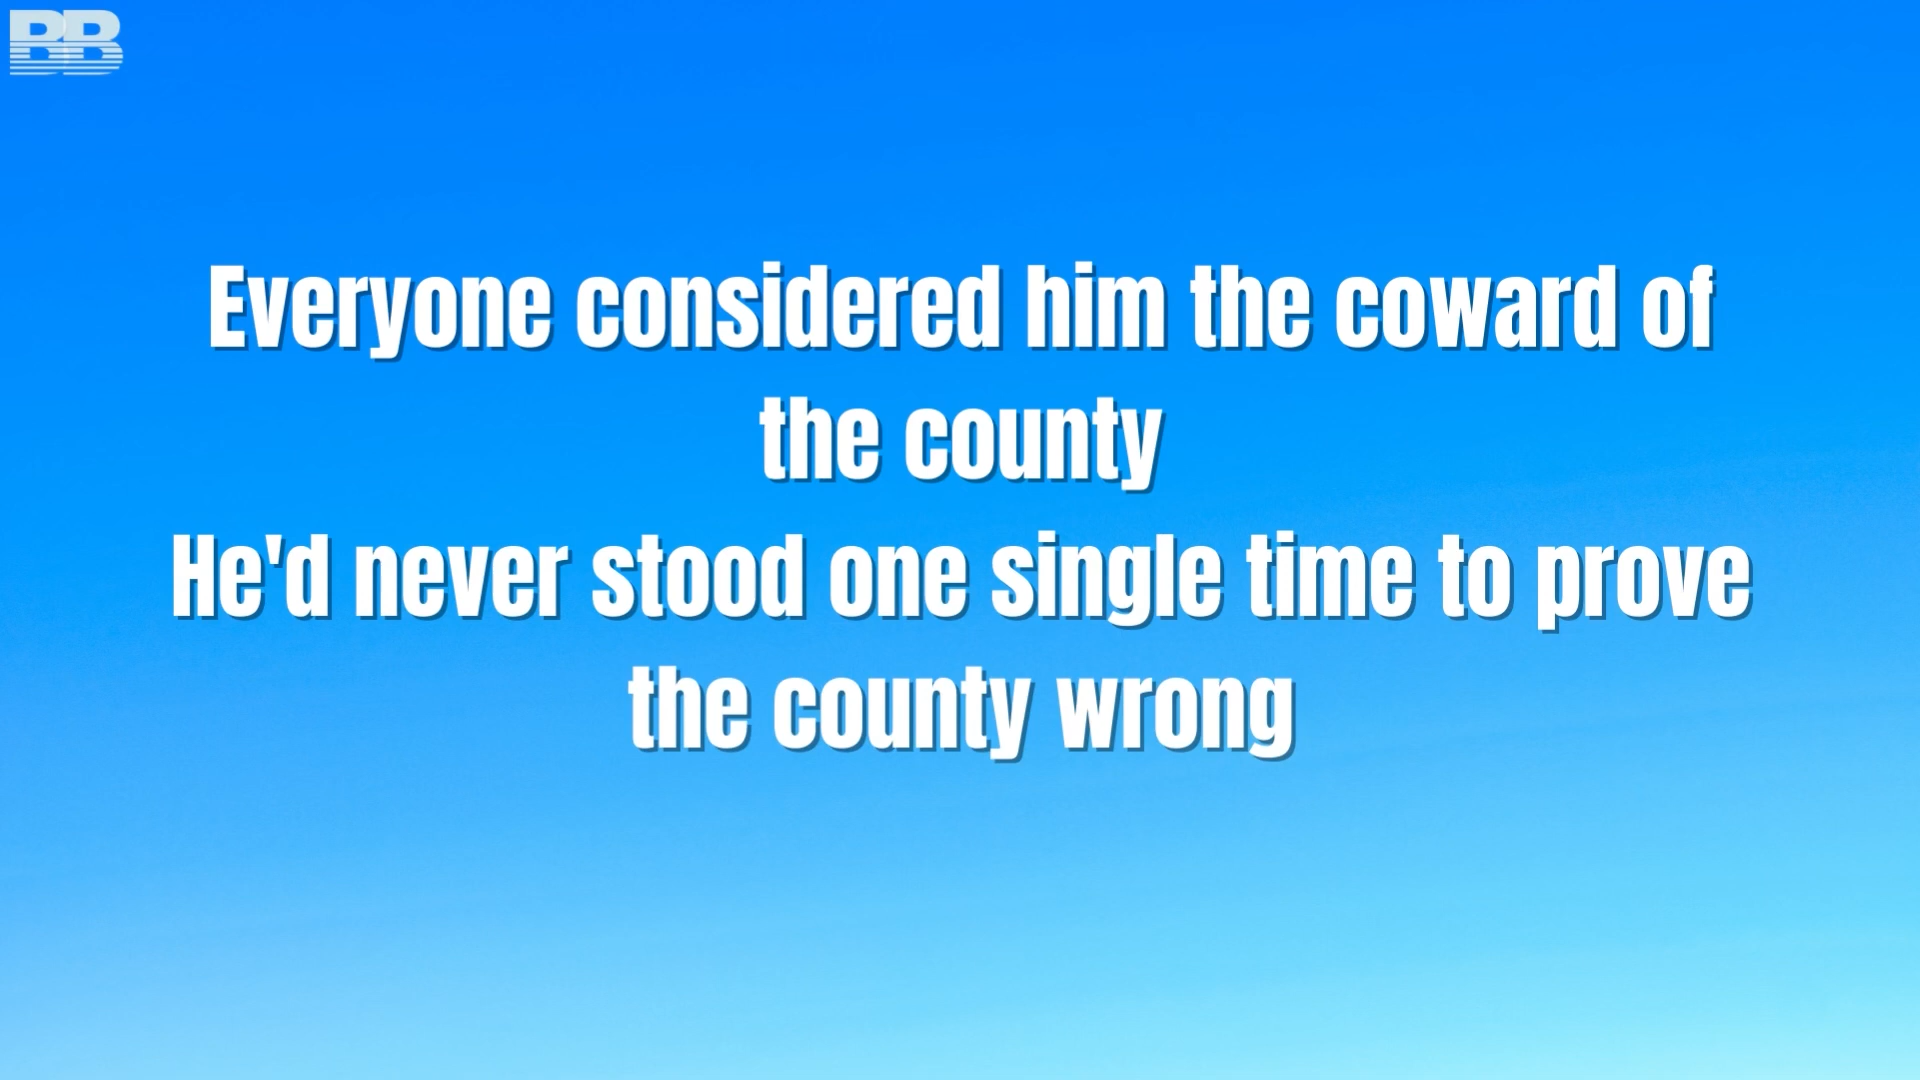 BB
Everyone considered him the coward of
the county
He'd never stood one single time to prove
the county wrong